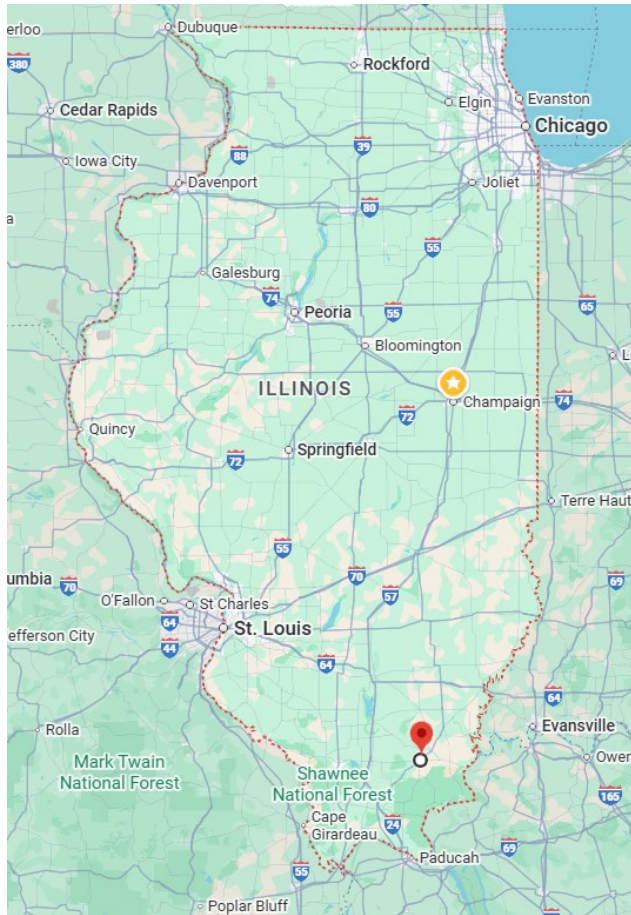 erloo
Dubuque
380
Rockford
Elgin
Evanston
Cedar Rapids
Chicago
Iowa City
88
39
Davenport
Joliet
80
a
55
Galesburg
74
65
Peoria
55
Bloomington
L
ILLINOIS
Champaign
74
72
Quincy
Springfield
72
Terre Haut
55
70
umbia
70
57
69
O'Fallon
St Charles
64
St. Louis
efferson City
44
64
64
Rolla
Evansville
Mark Twain
National Forest
Owen
Shawnee
National Forest
165
Cape
Girardeau
24
69
Paducah
55
Poplar Bluff